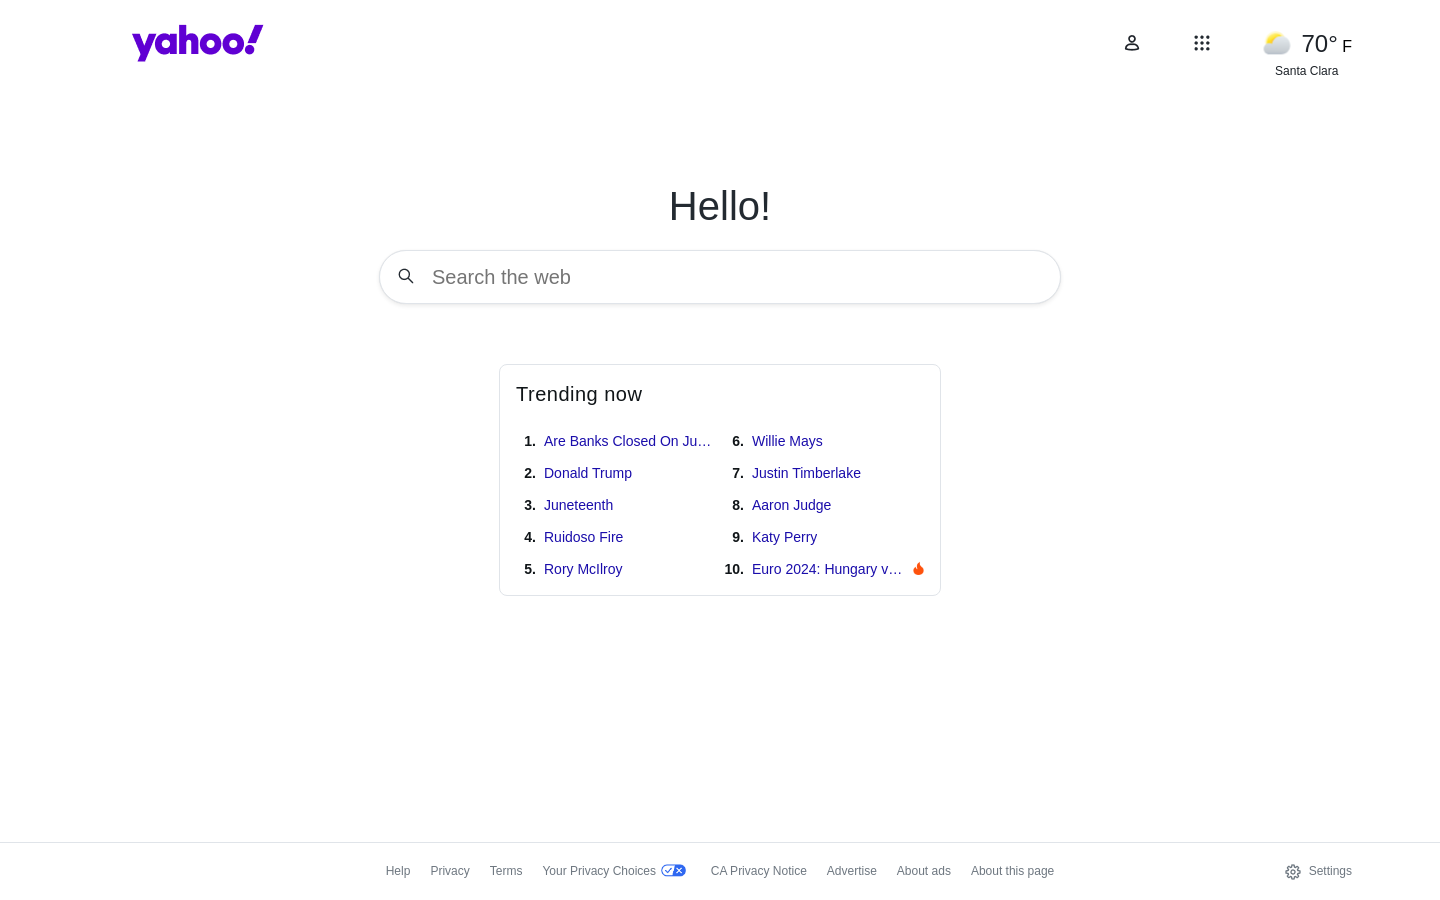 yahoo!
70° F
Santa Clara
Hello!
Search the web
Trending now
1. Are Banks Closed On Ju…
2. Donald Trump
3. Juneteenth
4. Ruidoso Fire
5. Rory McIlroy
6. Willie Mays
7. Justin Timberlake
8. Aaron Judge
9. Katy Perry
10. Euro 2024: Hungary v…
Help Privacy Terms Your Privacy Choices CA Privacy Notice Advertise About ads About this page Settings